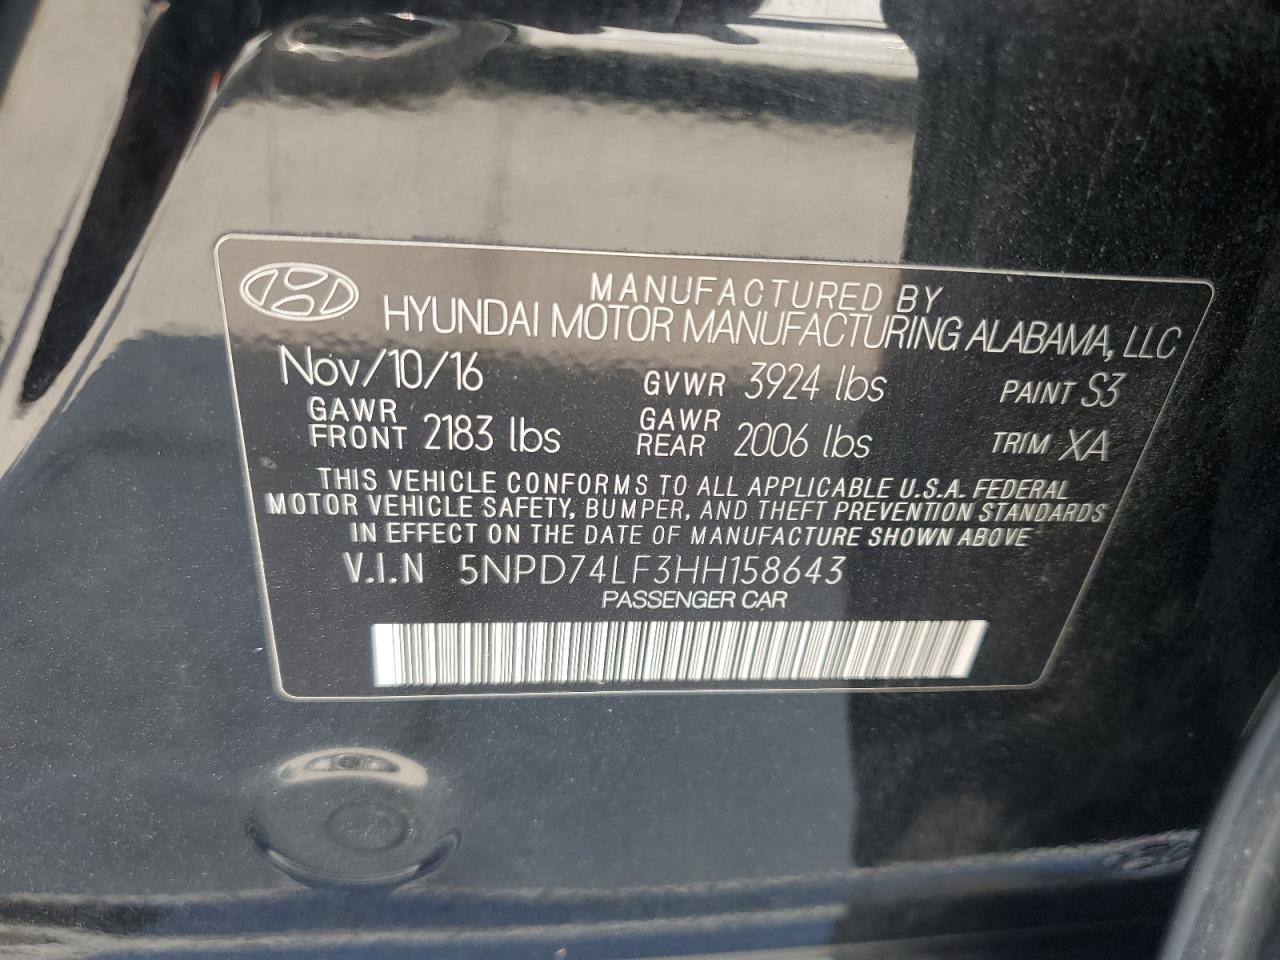 MANUFACTURED BY
HYUNDAI MOTOR MANUFACTURING ALABAMA, LLC
Nov/10/16 GVWR 3924 lbs PAINT S3
GAWR FRONT 2183 lbs GAWR REAR 2006 lbs TRIM XA
THIS VEHICLE CONFORMS TO ALL APPLICABLE U.S.A. FEDERAL
MOTOR VEHICLE SAFETY, BUMPER, AND THEFT PREVENTION STANDARDS
IN EFFECT ON THE DATE OF MANUFACTURE SHOWN ABOVE
V.I.N 5NPD74LF3HH158643
PASSENGER CAR